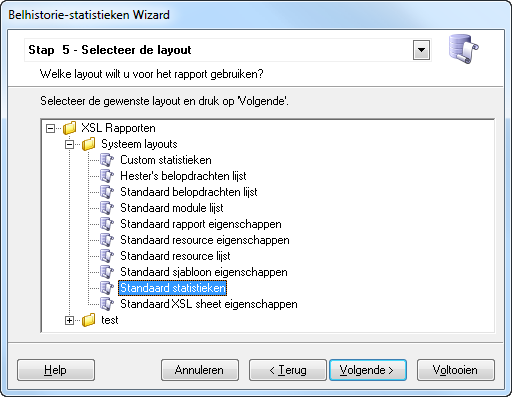 Belhistorie-statistieken Wizard
Stap 5 - Selecteer de layout
Welke layout wilt u voor het rapport gebruiken?
Selecteer de gewenste layout en druk op 'Volgende'.
XSL Rapporten
Systeem layouts
Custom statistieken
Hester's belopdrachten lijst
Standaard belopdrachten lijst
Standaard module lijst
Standaard rapport eigenschappen
Standaard resource eigenschappen
Standaard resource lijst
Standaard sjabloon eigenschappen
Standaard statistieken
Standaard XSL sheet eigenschappen
test
Help Annuleren < Terug Volgende > Voltooien